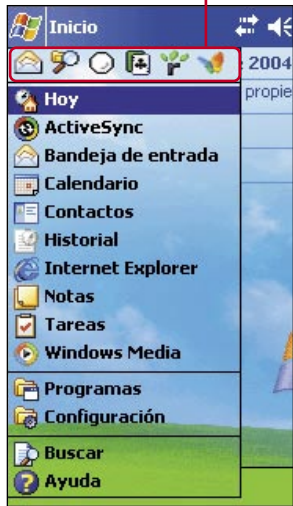 Inicio
2004
Hoy
propie
ActiveSync
Bandeja de entrada
Calendario
Contactos
Historial
Internet Explorer
Notas
Tareas
Windows Media
Programas
Configuración
Buscar
Ayuda